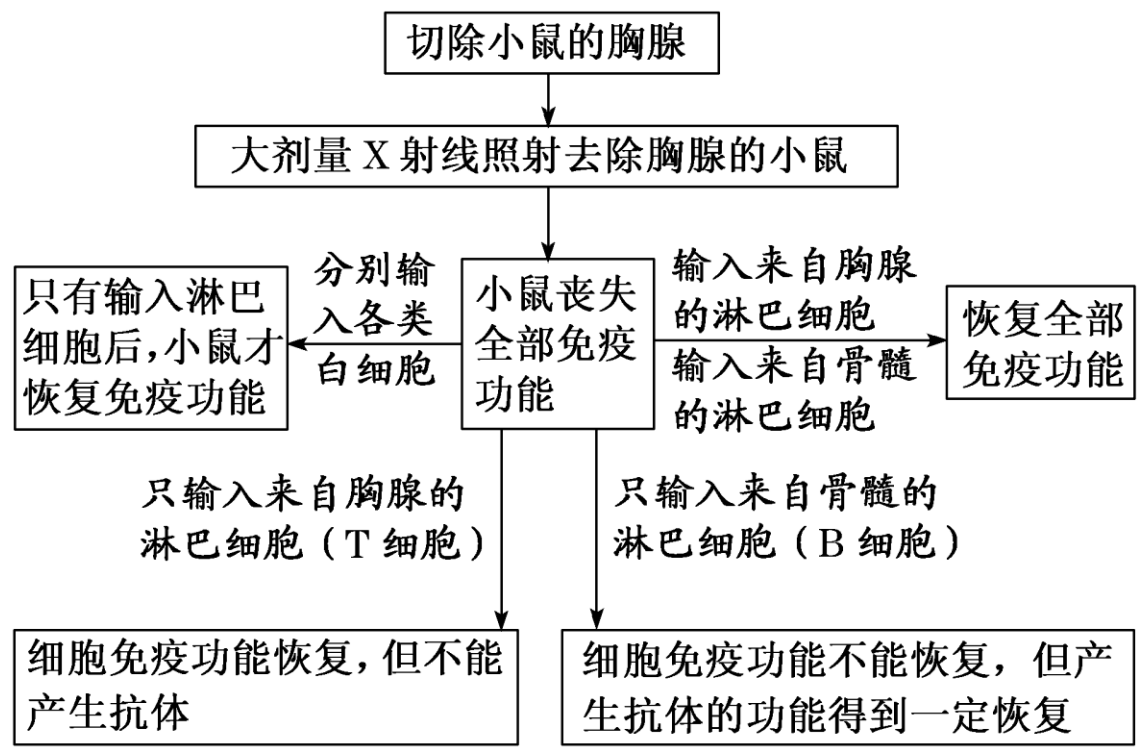 切除小鼠的胸腺
大剂量 X 射线照射去除胸腺的小鼠
只有输入淋巴
细胞后，小鼠才
恢复免疫功能
分别输
入各类
白细胞
小鼠丧失
全部免疫
功能
输入来自胸腺
的淋巴细胞
输入来自骨髓
的淋巴细胞
恢复全部
免疫功能
只输入来自胸腺的
淋巴细胞（T 细胞）
只输入来自骨髓的
淋巴细胞（B 细胞）
细胞免疫功能恢复，但不能
产生抗体
细胞免疫功能不能恢复，但产
生抗体的功能得到一定恢复